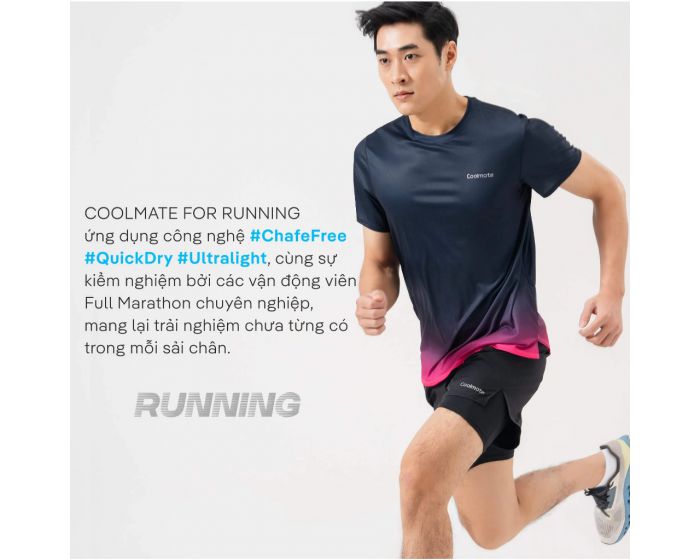 COOLMATE FOR RUNNING
ứng dụng công nghệ #ChafeFree
#QuickDry #Ultralight, cùng sự
kiểm nghiệm bởi các vận động viên
Full Marathon chuyên nghiệp,
mang lại trải nghiệm chưa từng có
trong mỗi sải chân.
RUNNING
Coolmate
Coolmate